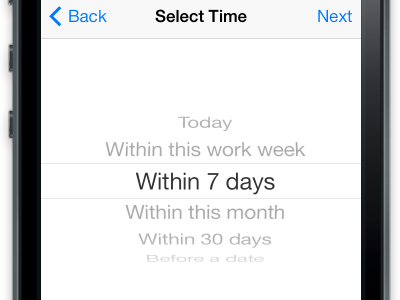 Back Select Time Next
Today
Within this work week
Within 7 days
Within this month
Within 30 days
Before a date